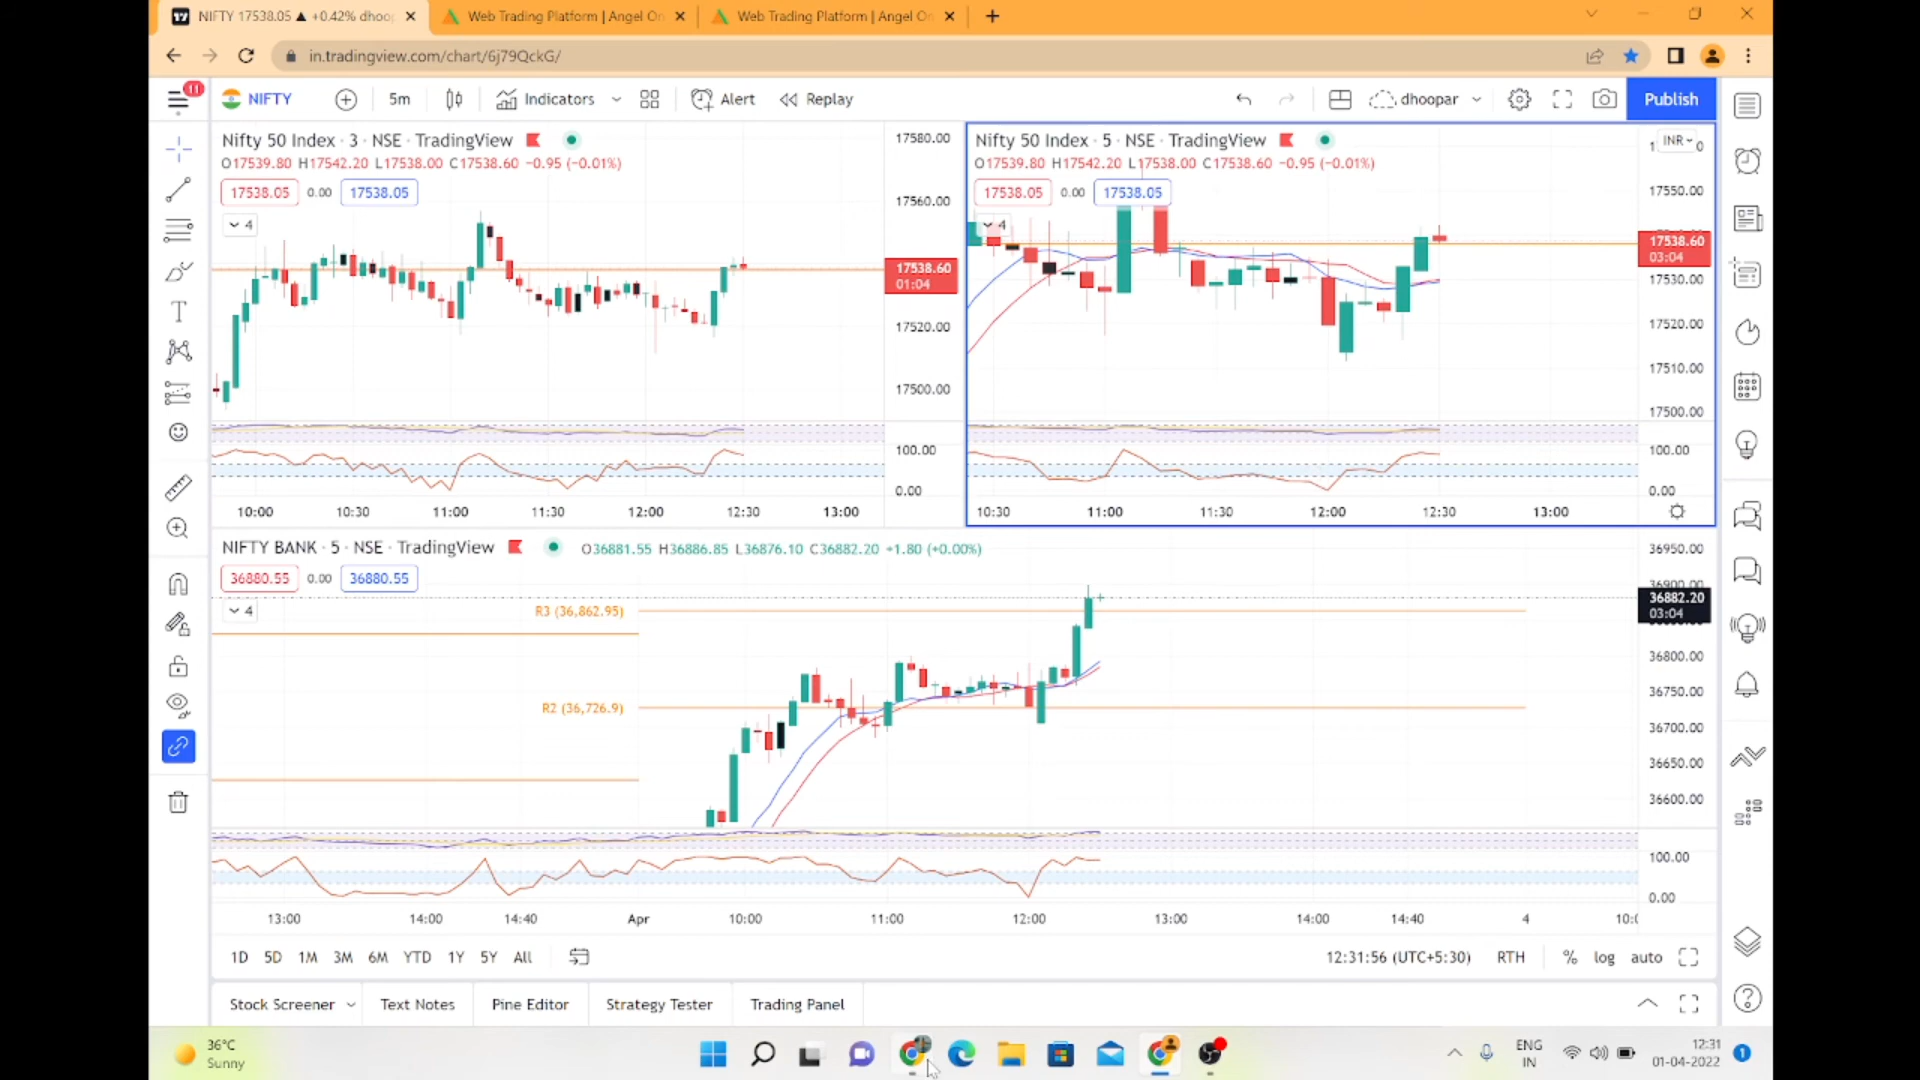 NIFTY 17538.05 ▲ +0.42% dhoop
Web Trading Platform | Angel On
Web Trading Platform | Angel On
in.tradingview.com/chart/6j79QckG/
11
NIFTY
5m
Indicators
Alert
Replay
dhoopar
Publish
Nifty 50 Index · 3 · NSE · TradingView
O17539.80 H17542.20 L17538.00 C17538.60 −0.95 (−0.01%)
17538.05 0.00 17538.05
4
17580.00
17560.00
17538.60
01:04
17520.00
17500.00
100.00
0.00
10:00 10:30 11:00 11:30 12:00 12:30 13:00
Nifty 50 Index · 5 · NSE · TradingView
O17539.80 H17542.20 L17538.00 C17538.60 −0.95 (−0.01%)
17538.05 0.00 17538.05
4
INR
17550.00
17538.60
03:04
17530.00
17520.00
17510.00
17500.00
100.00
0.00
10:30 11:00 11:30 12:00 12:30 13:00
NIFTY BANK · 5 · NSE · TradingView
O36881.55 H36886.85 L36876.10 C36882.20 +1.80 (+0.00%)
36880.55 0.00 36880.55
4
R3 (36,862.95)
R2 (36,726.9)
36950.00
36900.00
36882.20
03:04
36800.00
36750.00
36700.00
36650.00
36600.00
100.00
0.00
13:00 14:00 14:40 Apr 10:00 11:00 12:00 13:00 14:00 14:40 4
1D 5D 1M 3M 6M YTD 1Y 5Y All
12:31:56 (UTC+5:30) RTH % log auto
Stock Screener Text Notes Pine Editor Strategy Tester Trading Panel
36°C
Sunny
ENG
IN
12:31
01-04-2022
1